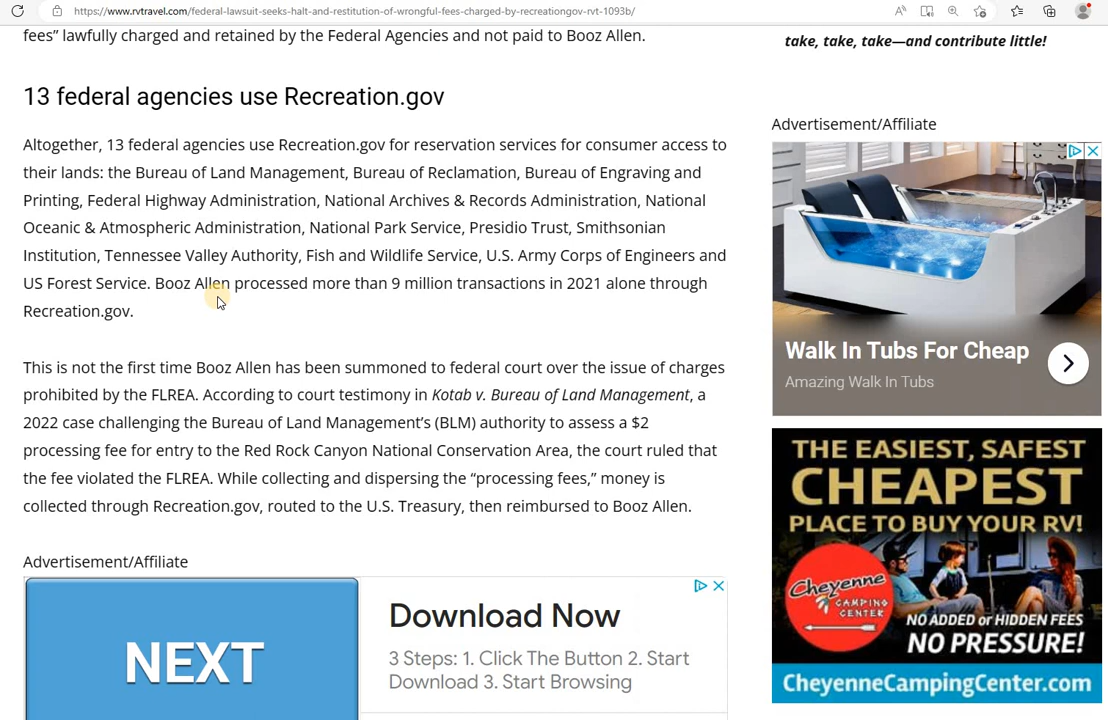 https://www.rvtravel.com/federal-lawsuit-seeks-halt-and-restitution-of-wrongful-fees-charged-by-recreationgov-rvt-1093b/
fees” lawfully charged and retained by the Federal Agencies and not paid to Booz Allen.
13 federal agencies use Recreation.gov
Altogether, 13 federal agencies use Recreation.gov for reservation services for consumer access to
their lands: the Bureau of Land Management, Bureau of Reclamation, Bureau of Engraving and
Printing, Federal Highway Administration, National Archives & Records Administration, National
Oceanic & Atmospheric Administration, National Park Service, Presidio Trust, Smithsonian
Institution, Tennessee Valley Authority, Fish and Wildlife Service, U.S. Army Corps of Engineers and
US Forest Service. Booz Allen processed more than 9 million transactions in 2021 alone through
Recreation.gov.
This is not the first time Booz Allen has been summoned to federal court over the issue of charges
prohibited by the FLREA. According to court testimony in Kotab v. Bureau of Land Management, a
2022 case challenging the Bureau of Land Management’s (BLM) authority to assess a $2
processing fee for entry to the Red Rock Canyon National Conservation Area, the court ruled that
the fee violated the FLREA. While collecting and dispersing the “processing fees,” money is
collected through Recreation.gov, routed to the U.S. Treasury, then reimbursed to Booz Allen.
Advertisement/Affiliate
NEXT
Download Now
3 Steps: 1. Click The Button 2. Start
Download 3. Start Browsing
take, take, take—and contribute little!
Advertisement/Affiliate
Walk In Tubs For Cheap
Amazing Walk In Tubs
THE EASIEST, SAFEST
CHEAPEST
PLACE TO BUY YOUR RV!
Cheyenne
CAMPING
CENTER
NO ADDED or HIDDEN FEES
NO PRESSURE!
CheyenneCampingCenter.com